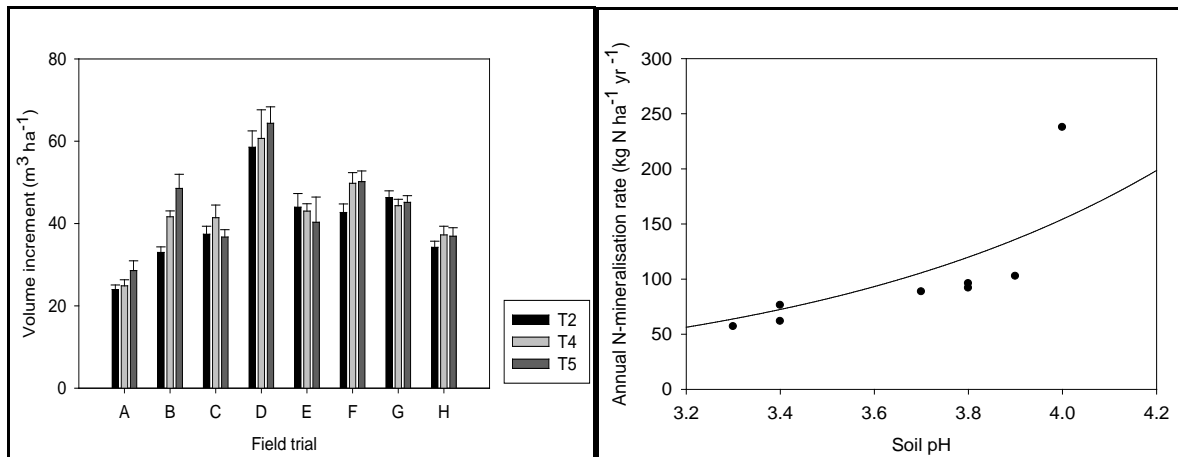 80
60
40
20
0
Volume increment (m³ ha⁻¹)
A B C D E F G H
Field trial
T2
T4
T5
300
250
200
150
100
50
0
Annual N-mineralisation rate (kg N ha⁻¹ yr⁻¹)
3.2 3.4 3.6 3.8 4.0 4.2
Soil pH